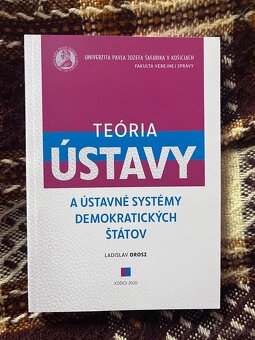 UNIVERZITA PAVLA JOZEFA ŠAFÁRIKA V KOŠICIACH
FAKULTA VEREJNEJ SPRÁVY
TEÓRIA
ÚSTAVY
A ÚSTAVNÉ SYSTÉMY
DEMOKRATICKÝCH
ŠTÁTOV
LADISLAV OROSZ
KOŠICE 2020